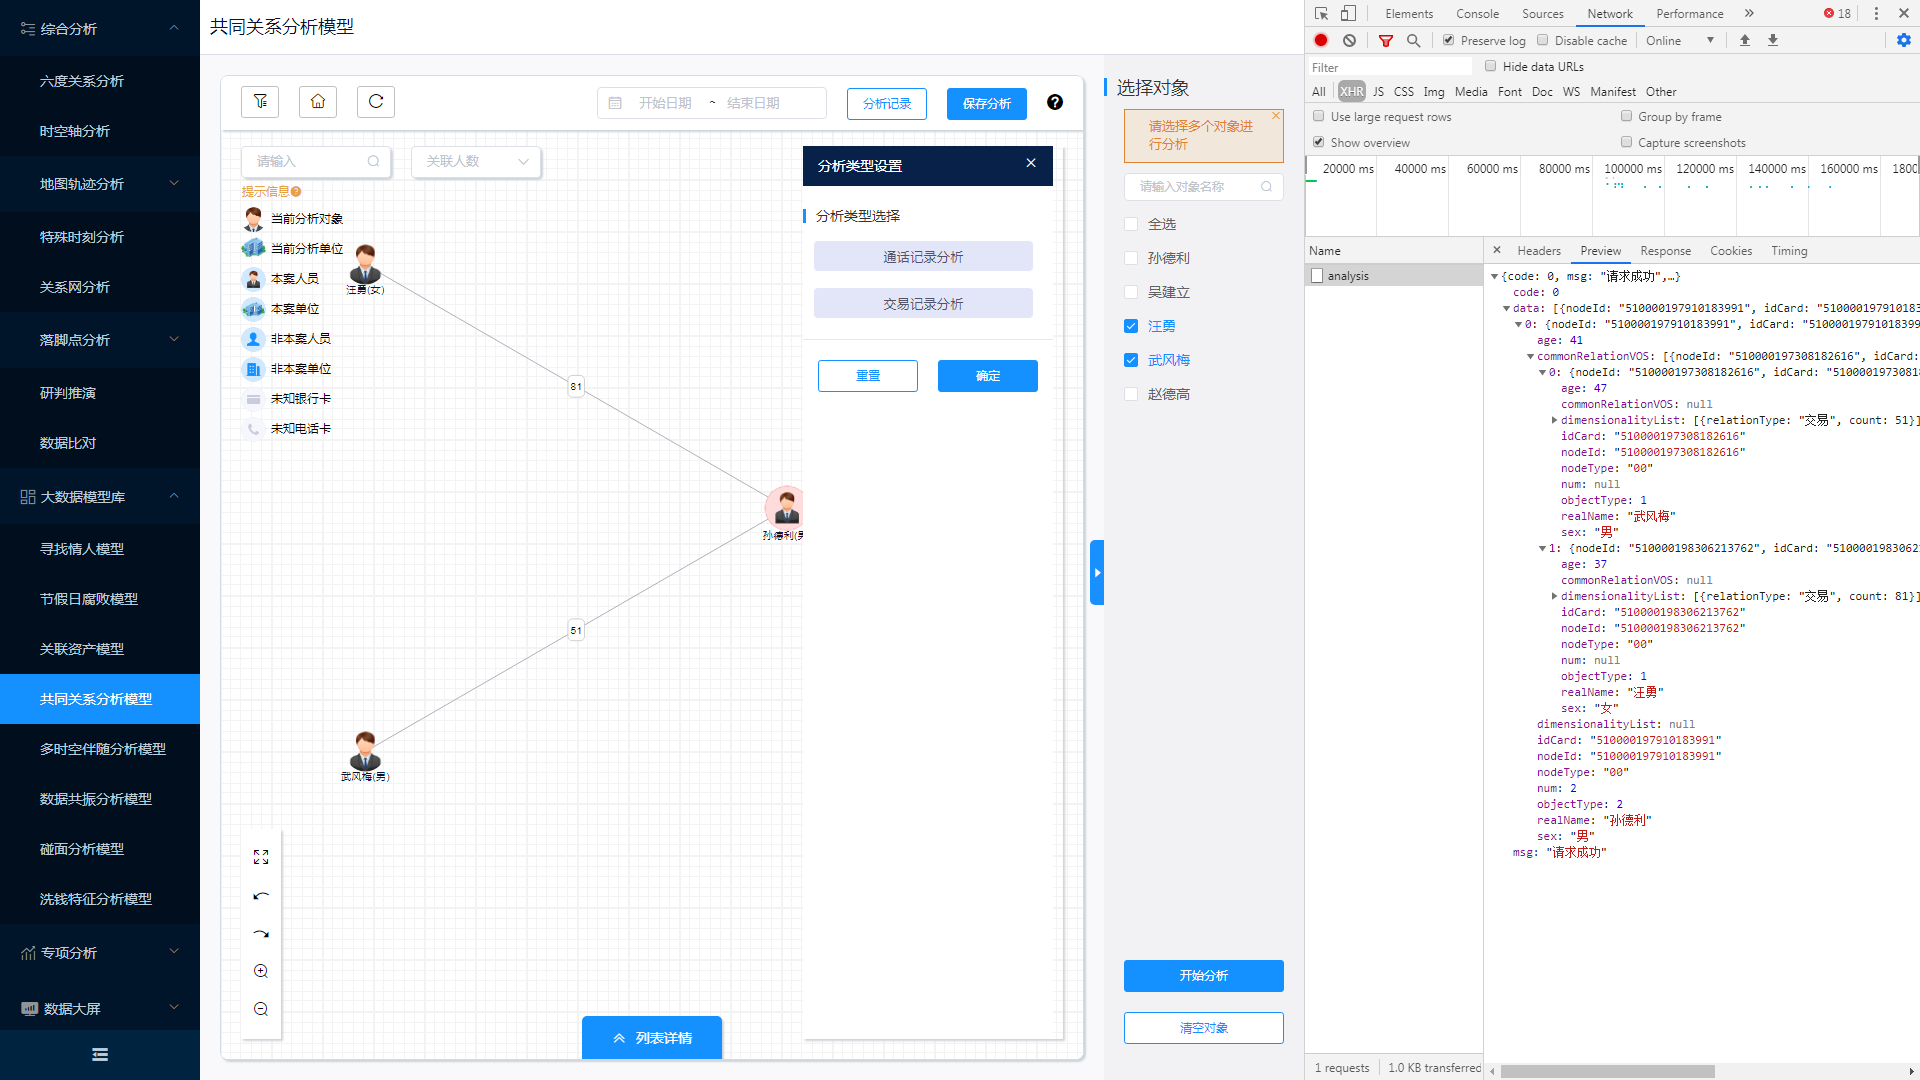 综合分析
六度关系分析
时空轴分析
地图轨迹分析
特殊时刻分析
关系网分析
落脚点分析
研判推演
数据比对
大数据模型库
寻找情人模型
节假日腐败模型
关联资产模型
共同关系分析模型
多时空伴随分析模型
数据共振分析模型
碰面分析模型
洗钱特征分析模型
专项分析
数据大屏
共同关系分析模型
开始日期 ~ 结束日期
分析记录
保存分析
请输入
关联人数
提示信息
当前分析对象
当前分析单位
本案人员
本案单位
非本案人员
非本案单位
未知银行卡
未知电话卡
汪勇(女)
81
孙德利(男
51
武风梅(男)
列表详情
分析类型设置
分析类型选择
通话记录分析
交易记录分析
重置
确定
选择对象
请选择多个对象进
行分析
请输入对象名称
全选
孙德利
吴建立
汪勇
武风梅
赵德高
开始分析
清空对象
Elements Console Sources Network Performance » 18
Preserve log Disable cache Online
Filter
Hide data URLs
All XHR JS CSS Img Media Font Doc WS Manifest Other
Use large request rows
Group by frame
Show overview
Capture screenshots
20000 ms 40000 ms 60000 ms 80000 ms 100000 ms 120000 ms 140000 ms 160000 ms 1800
Name
analysis
1 requests 1.0 KB transferred
Headers Preview Response Cookies Timing
{code: 0, msg: "请求成功",…}
code: 0
data: [{nodeId: "510000197910183991", idCard: "510000197910183
0: {nodeId: "510000197910183991", idCard: "5100001979101839
age: 41
commonRelationVOS: [{nodeId: "510000197308182616", idCard:
0: {nodeId: "510000197308182616", idCard: "5100001973081
age: 47
commonRelationVOS: null
dimensionalityList: [{relationType: "交易", count: 51}]
idCard: "510000197308182616"
nodeId: "510000197308182616"
nodeType: "00"
num: null
objectType: 1
realName: "武风梅"
sex: "男"
1: {nodeId: "510000198306213762", idCard: "5100001983062
age: 37
commonRelationVOS: null
dimensionalityList: [{relationType: "交易", count: 81}]
idCard: "510000198306213762"
nodeId: "510000198306213762"
nodeType: "00"
num: null
objectType: 1
realName: "汪勇"
sex: "女"
dimensionalityList: null
idCard: "510000197910183991"
nodeId: "510000197910183991"
nodeType: "00"
num: 2
objectType: 2
realName: "孙德利"
sex: "男"
msg: "请求成功"